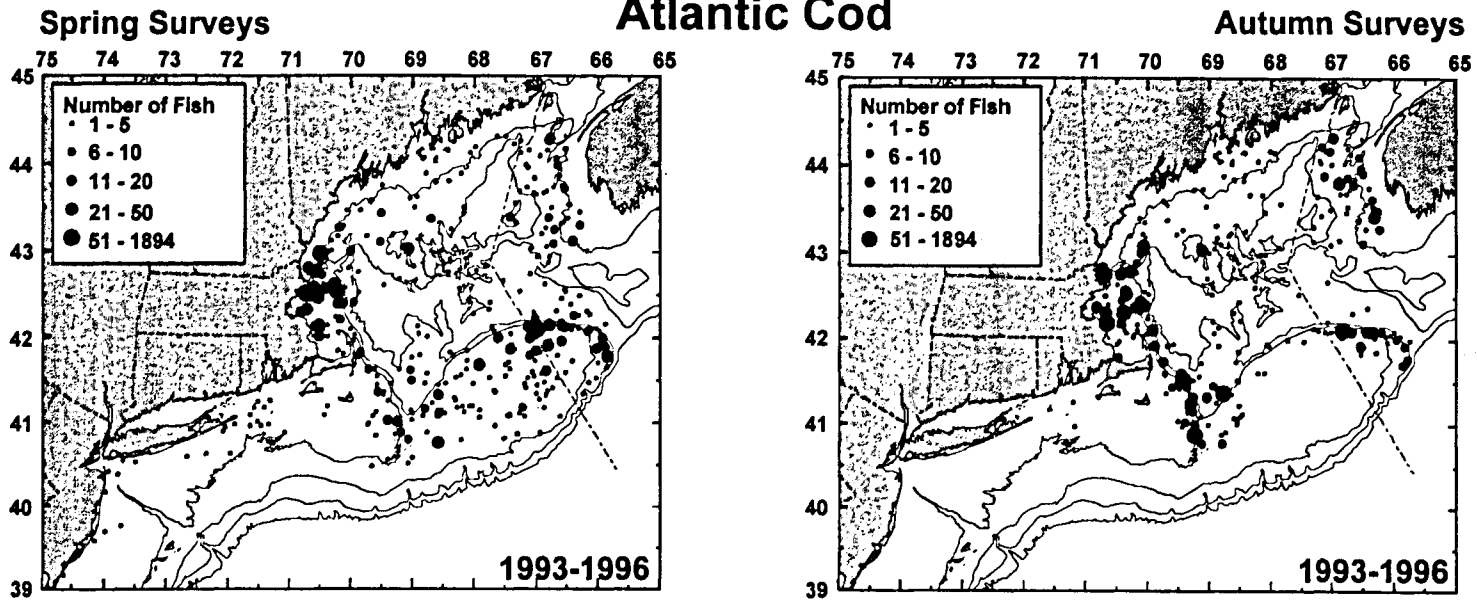 Atlantic Cod
Spring Surveys
75 74 73 72 71 70 69 68 67 66 65
45
44
43
42
41
40
39
Number of Fish
1 - 5
6 - 10
11 - 20
21 - 50
51 - 1894
1993-1996
Autumn Surveys
75 74 73 72 71 70 69 68 67 66 65
45
44
43
42
41
40
39
Number of Fish
1 - 5
6 - 10
11 - 20
21 - 50
51 - 1894
1993-1996